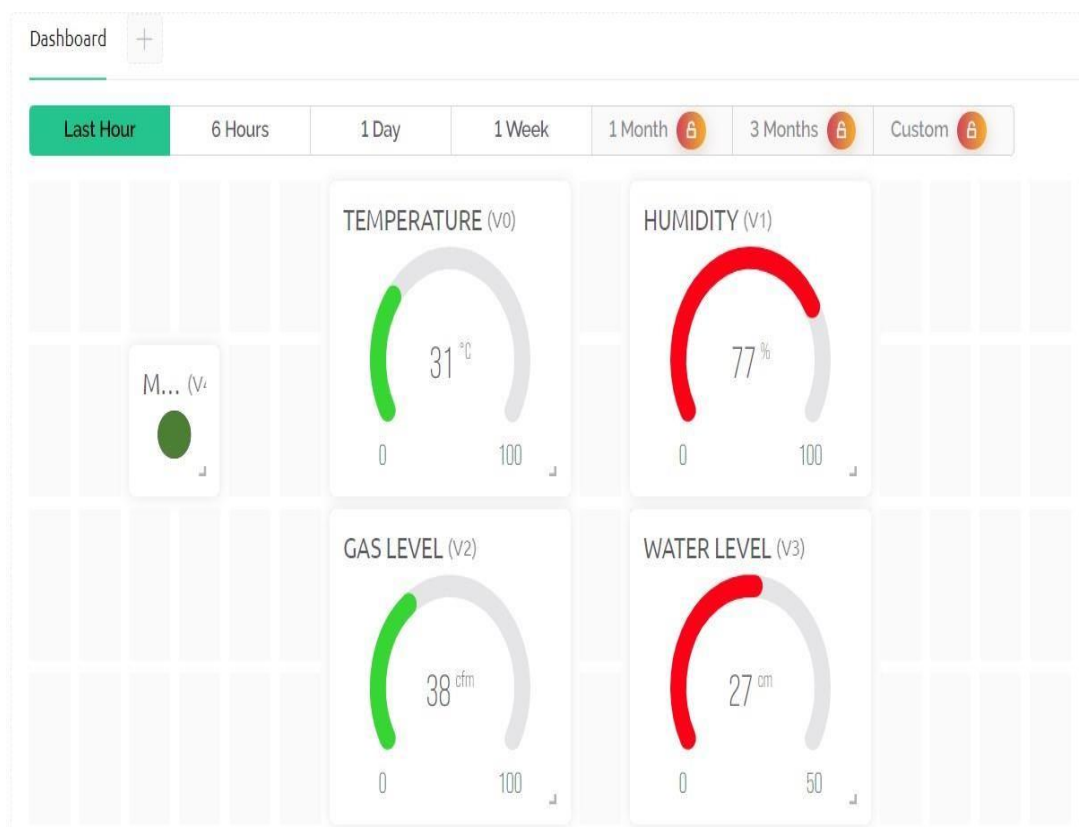 Dashboard +
Last Hour 6 Hours 1 Day 1 Week 1 Month 3 Months Custom
TEMPERATURE (V0)
31 °C
0 100
HUMIDITY (V1)
77 %
0 100
M... (V4
GAS LEVEL (V2)
38 cfm
0 100
WATER LEVEL (V3)
27 cm
0 50